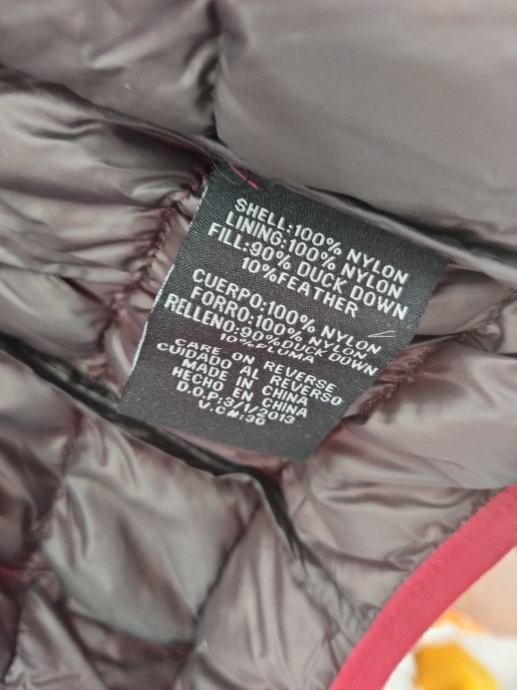 SHELL:100% NYLON
LINING:100% NYLON
FILL:90% DUCK DOWN
10%FEATHER
CUERPO:100% NYLON
FORRO:100% NYLON
RELLENO:90%DUCK DOWN
10%PLUMA
CARE ON REVERSE
CUIDADO AL REVERSO
MADE IN CHINA
HECHO EN CHINA
D.O.P:3/1/2013
V.C#:36